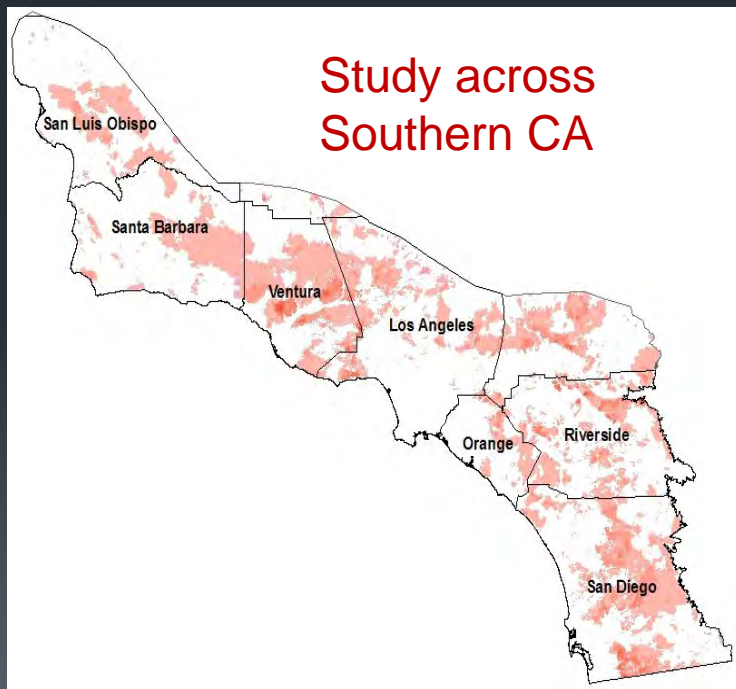 Study across
Southern CA
San Luis Obispo
Santa Barbara
Ventura
Los Angeles
Orange
Riverside
San Diego